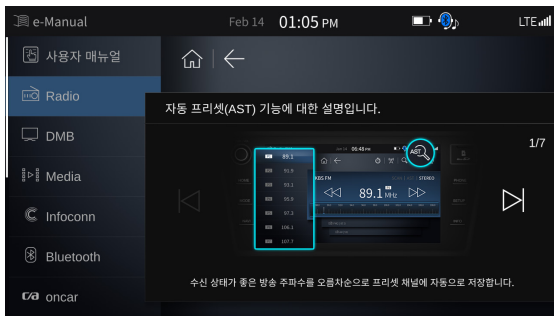 e-Manual
Feb 14 01:05 PM
LTE
사용자 매뉴얼
Radio
DMB
Media
Infoconn
Bluetooth
oncar
자동 프리셋(AST) 기능에 대한 설명입니다.
1/7
06:48 PM
AST
89.1
91.9
93.1
95.9
97.3
106.1
107.7
KBS FM
STEREO
89.1 MHz
수신 상태가 좋은 방송 주파수를 오름차순으로 프리셋 채널에 자동으로 저장합니다.